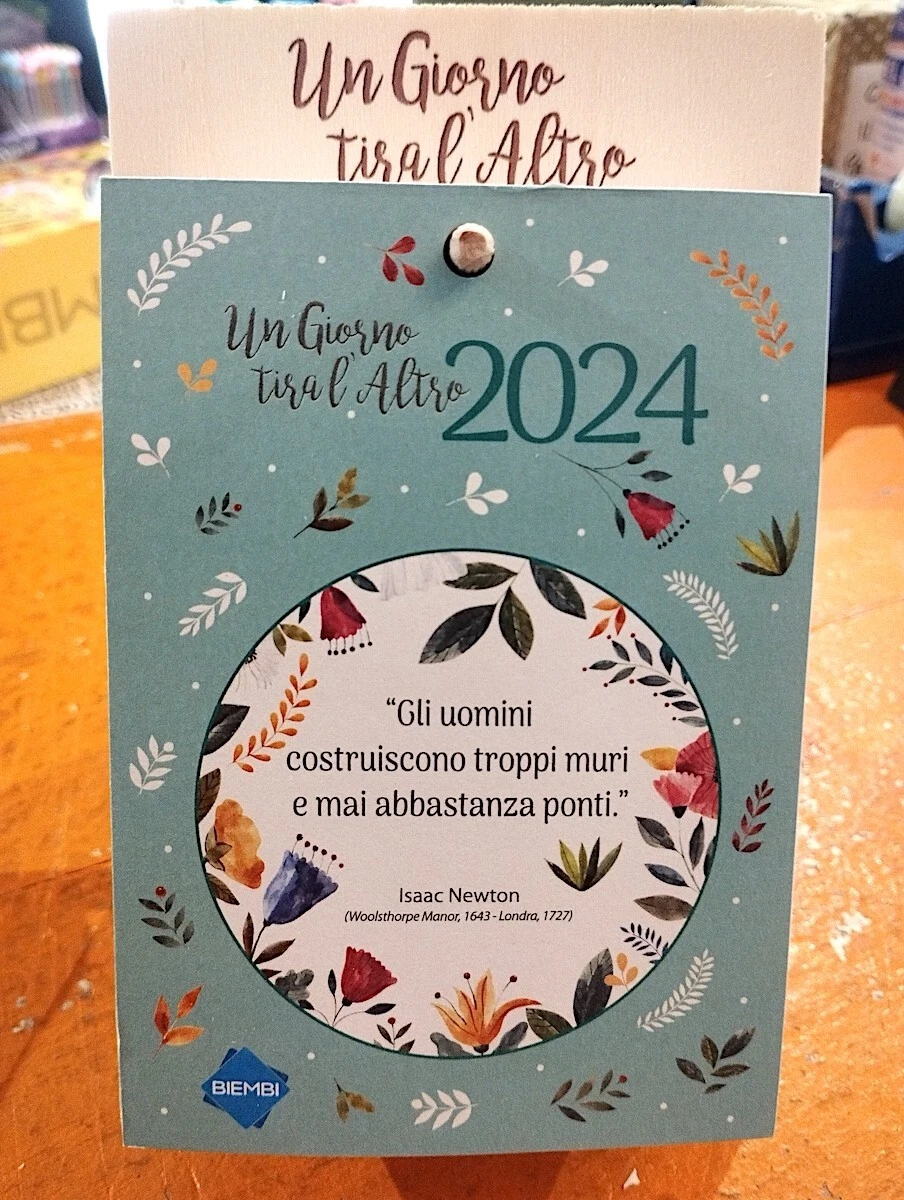 Un Giorno
tira l'Altro
Un Giorno
tira l'Altro
2024
“Gli uomini
costruiscono troppi muri
e mai abbastanza ponti.”
Isaac Newton
(Woolsthorpe Manor, 1643 - Londra, 1727)
BIEMBI